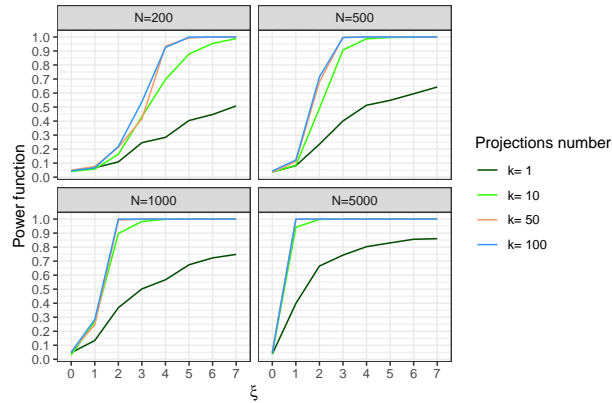 N=200
N=500
1.0
0.9
0.8
0.7
0.6
0.5
0.4
0.3
0.2
0.1
0.0
N=1000
N=5000
1.0
0.9
0.8
0.7
0.6
0.5
0.4
0.3
0.2
0.1
0.0
0 1 2 3 4 5 6 7
0 1 2 3 4 5 6 7
ξ
Power function
Projections number
k= 1
k= 10
k= 50
k= 100